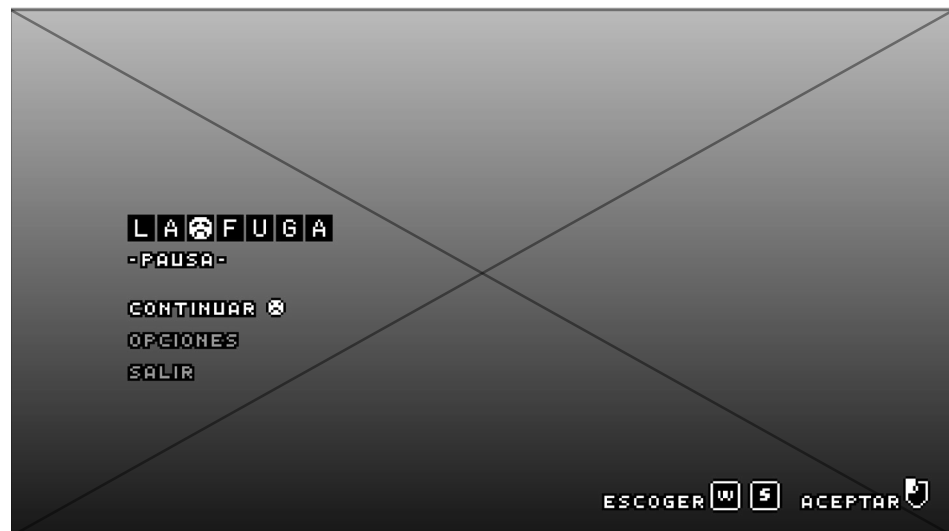 LA FUGA
-PAUSA-
CONTINUAR
OPCIONES
SALIR
ESCOGER W S ACEPTAR